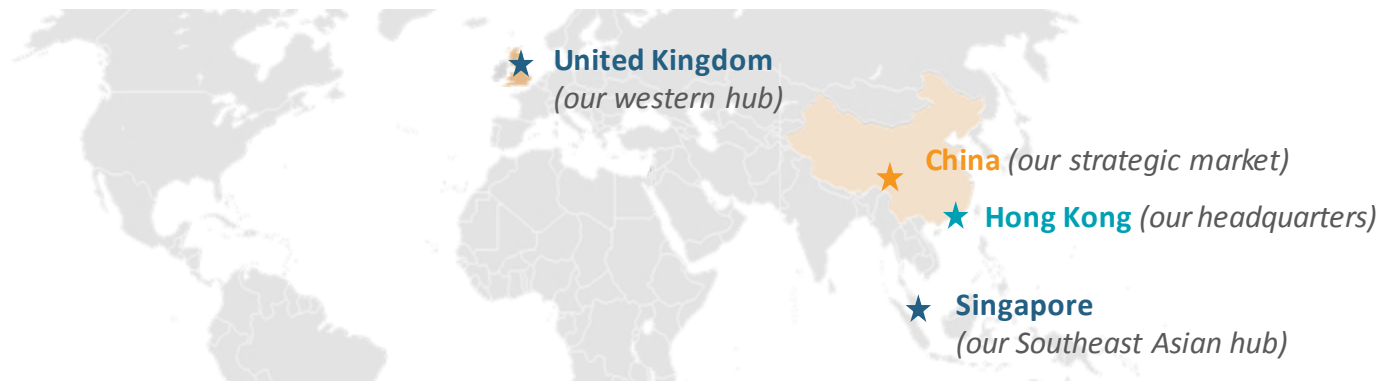 United Kingdom
(our western hub)
China (our strategic market)
Hong Kong (our headquarters)
Singapore
(our Southeast Asian hub)